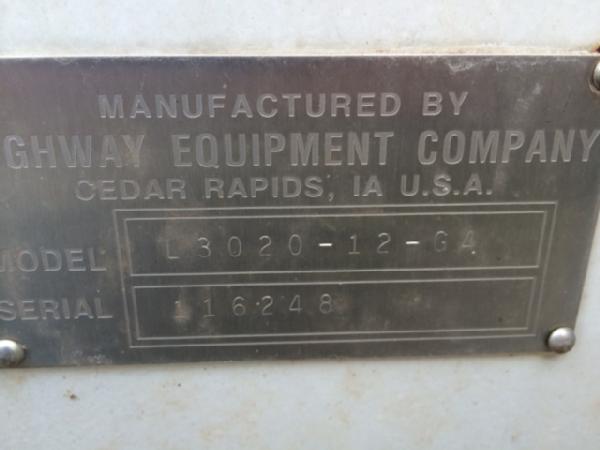 MANUFACTURED BY
GHWAY EQUIPMENT COMPANY
CEDAR RAPIDS, IA U.S.A.
MODEL L3020-12-G4
SERIAL 116248